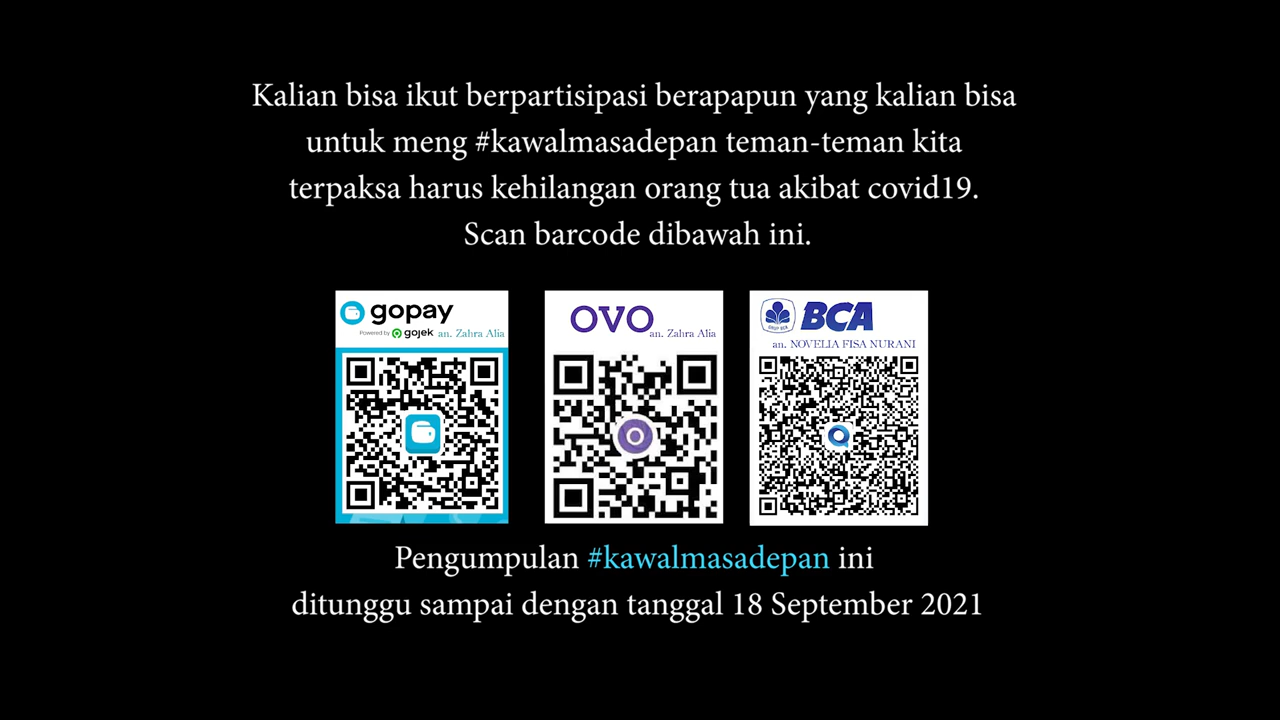 Kalian bisa ikut berpartisipasi berapapun yang kalian bisa
untuk meng #kawalmasadepan teman-teman kita
terpaksa harus kehilangan orang tua akibat covid19.
Scan barcode dibawah ini.
gopay
Powered by gojek an. Zahra Alia
OVO
an. Zahra Alia
BCA
an. NOVELIA FISA NURANI
Pengumpulan #kawalmasadepan ini
ditunggu sampai dengan tanggal 18 September 2021